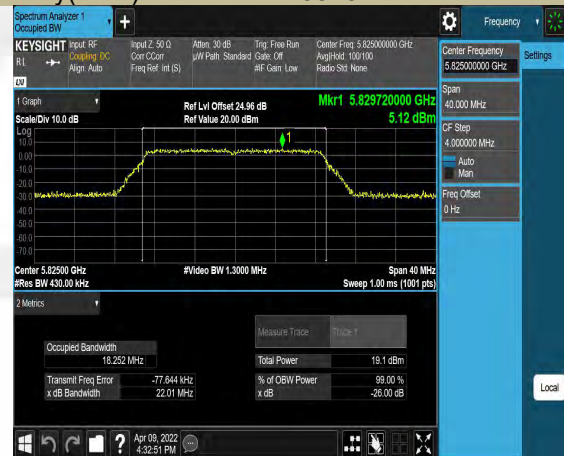 Spectrum Analyzer 1
Occupied BW
KEYSIGHT
Input: RF
Coupling: DC
Align: Auto
RL
LXI
Input Z: 50 Ω
Corr CCorr
Freq Ref: Int (S)
Atten: 30 dB
µW Path: Standard
Trig: Free Run
Gate: Off
#IF Gain: Low
Center Freq: 5.825000000 GHz
Avg|Hold: 100/100
Radio Std: None
1 Graph
Scale/Div 10.0 dB
Ref Lvl Offset 24.96 dB
Ref Value 20.00 dBm
Mkr1 5.829720000 GHz
5.12 dBm
Log
10.0
0.00
-10.0
-20.0
-30.0
-40.0
-50.0
-60.0
-70.0
1
Center 5.82500 GHz
#Res BW 430.00 kHz
#Video BW 1.3000 MHz
Span 40 MHz
Sweep 1.00 ms (1001 pts)
2 Metrics
Measure Trace
Trace 1
Occupied Bandwidth
18.252 MHz
Total Power
19.1 dBm
Transmit Freq Error
-77.644 kHz
% of OBW Power
99.00 %
x dB Bandwidth
22.01 MHz
x dB
-26.00 dB
Apr 09, 2022
4:32:51 PM
Frequency
Center Frequency
5.825000000 GHz
Settings
Span
40.000 MHz
CF Step
4.000000 MHz
Auto
Man
Freq Offset
0 Hz
Local